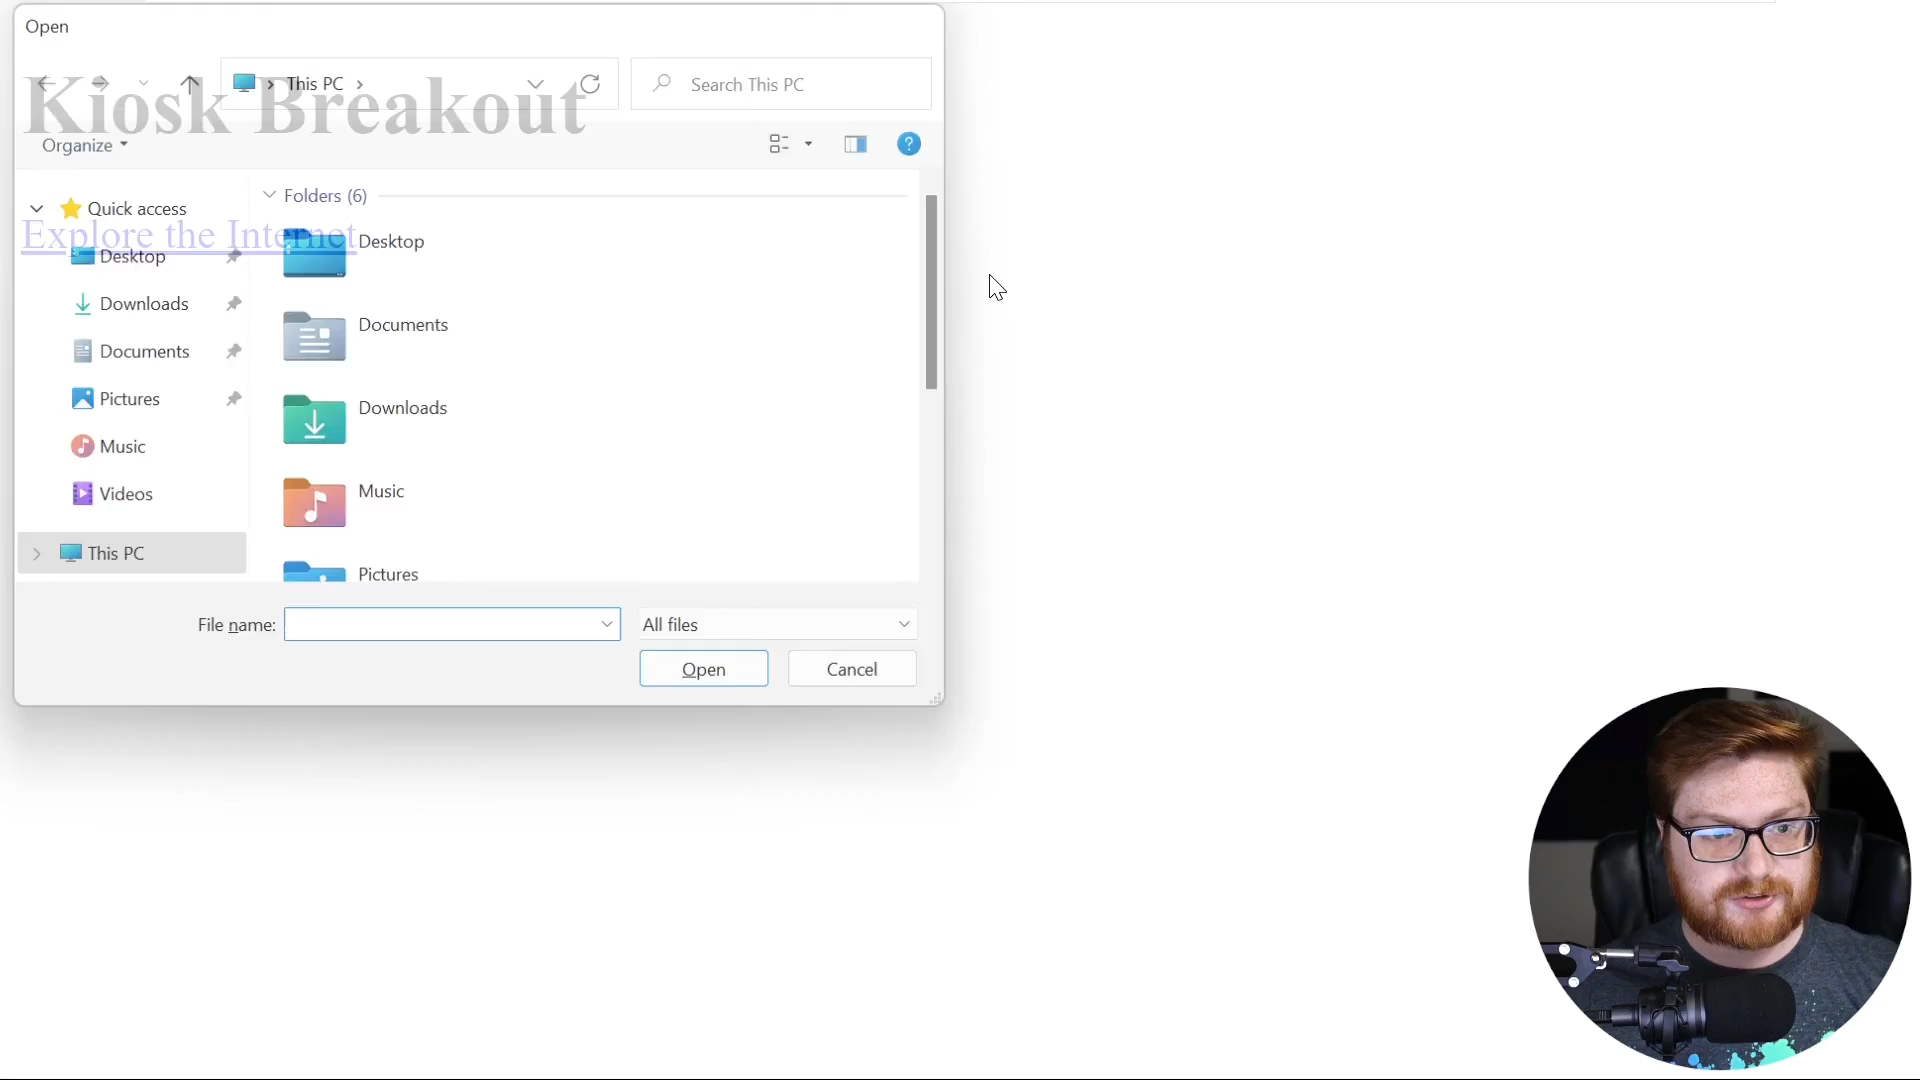 Open
This PC
Search This PC
Kiosk Breakout
Organize
?
Quick access
Explore the Internet
Desktop
Downloads
Documents
Pictures
Music
Videos
This PC
Folders (6)
Desktop
Documents
Downloads
Music
Pictures
File name:
All files
Open
Cancel